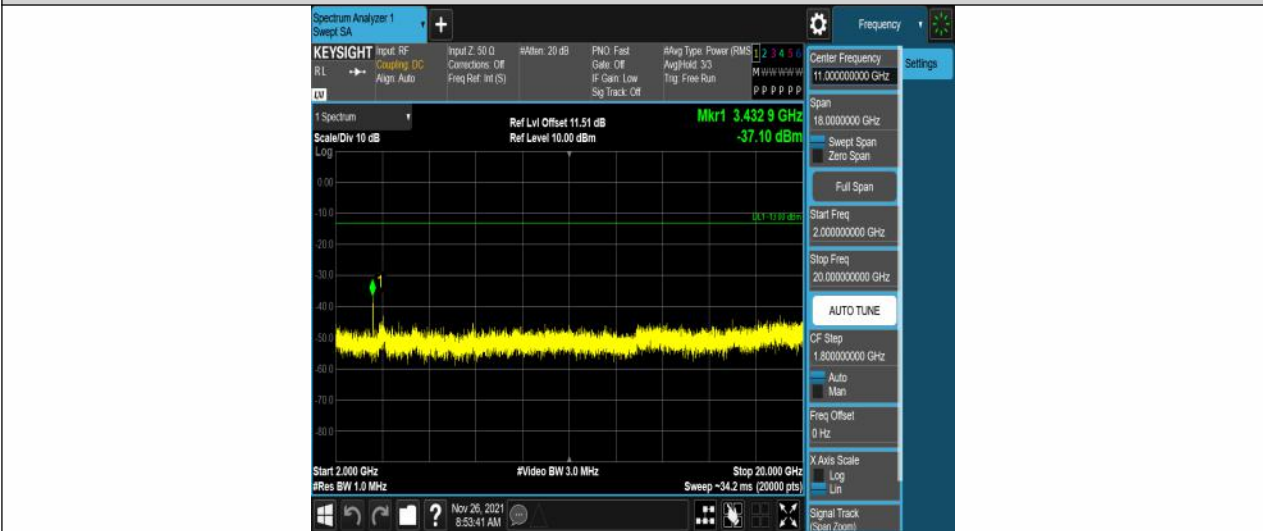 Spectrum Analyzer 1
Swept SA
+
Frequency
KEYSIGHT
Input: RF
Coupling: DC
Align: Auto
RL
LV
Input Z: 50 Ω
Corrections: Off
Freq Ref: Int (S)
#Atten: 20 dB
PNO: Fast
Gate: Off
IF Gain: Low
Sig Track: Off
#Avg Type: Power (RMS
Avg|Hold: 3/3
Trig: Free Run
1 2 3 4 5 6
M W W W W W
P P P P P P
1 Spectrum
Scale/Div 10 dB
Log
Ref Lvl Offset 11.51 dB
Ref Level 10.00 dBm
Mkr1 3.432 9 GHz
-37.10 dBm
0.00
-10.0
DL1 -13.00 dBm
-20.0
-30.0
1
-40.0
-50.0
-60.0
-70.0
-80.0
Start 2.000 GHz
#Res BW 1.0 MHz
#Video BW 3.0 MHz
Stop 20.000 GHz
Sweep ~34.2 ms (20000 pts)
?
Nov 26, 2021
8:53:41 AM
Center Frequency
11.000000000 GHz
Settings
Span
18.0000000 GHz
Swept Span
Zero Span
Full Span
Start Freq
2.000000000 GHz
Stop Freq
20.000000000 GHz
AUTO TUNE
CF Step
1.800000000 GHz
Auto
Man
Freq Offset
0 Hz
X Axis Scale
Log
Lin
Signal Track
(Span Zoom)